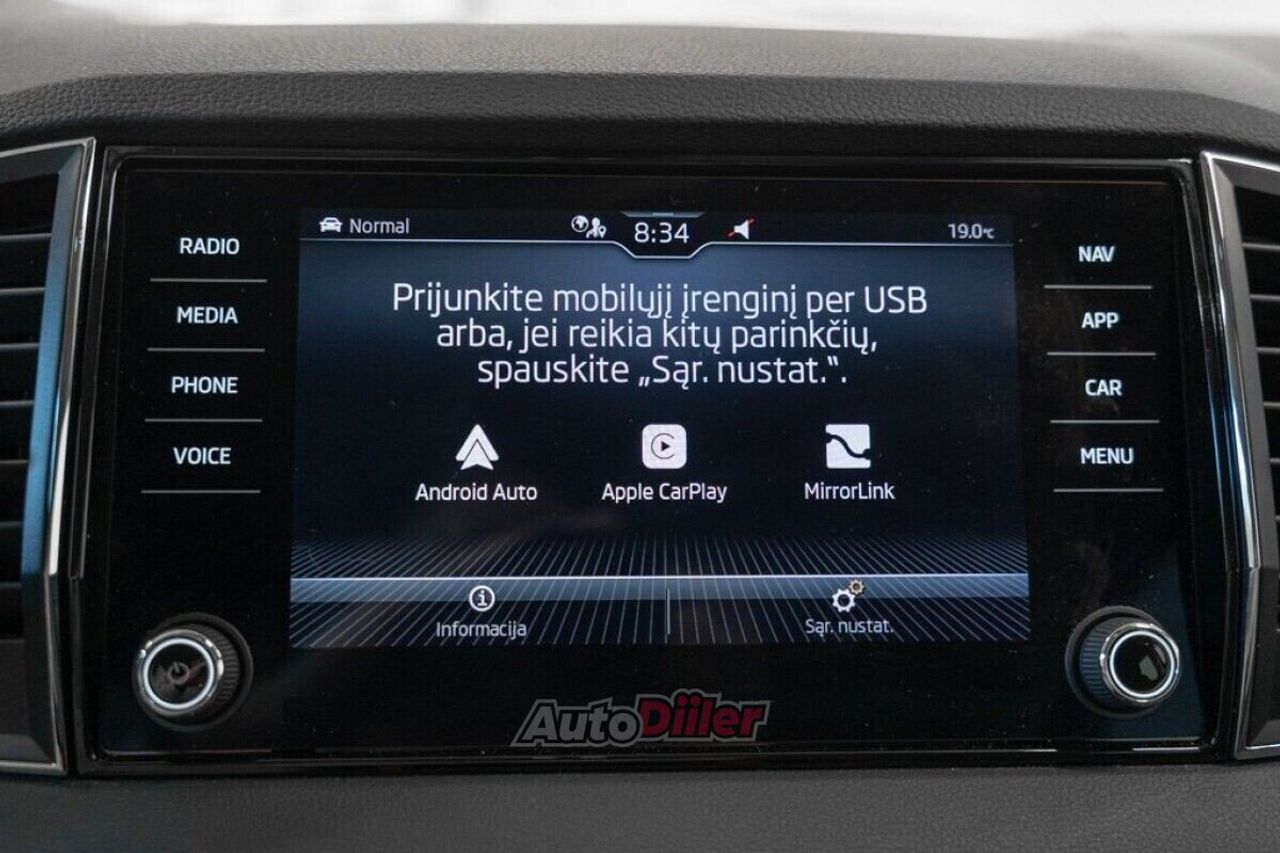 Normal
8:34
19.0°C
RADIO
MEDIA
PHONE
VOICE
NAV
APP
CAR
MENU
Prijunkite mobilųjį įrenginį per USB
arba, jei reikia kitų parinkčių,
spauskite „Sąr. nustat.“.
Android Auto
Apple CarPlay
MirrorLink
Informacija
Sąr. nustat.
AutoDiiler